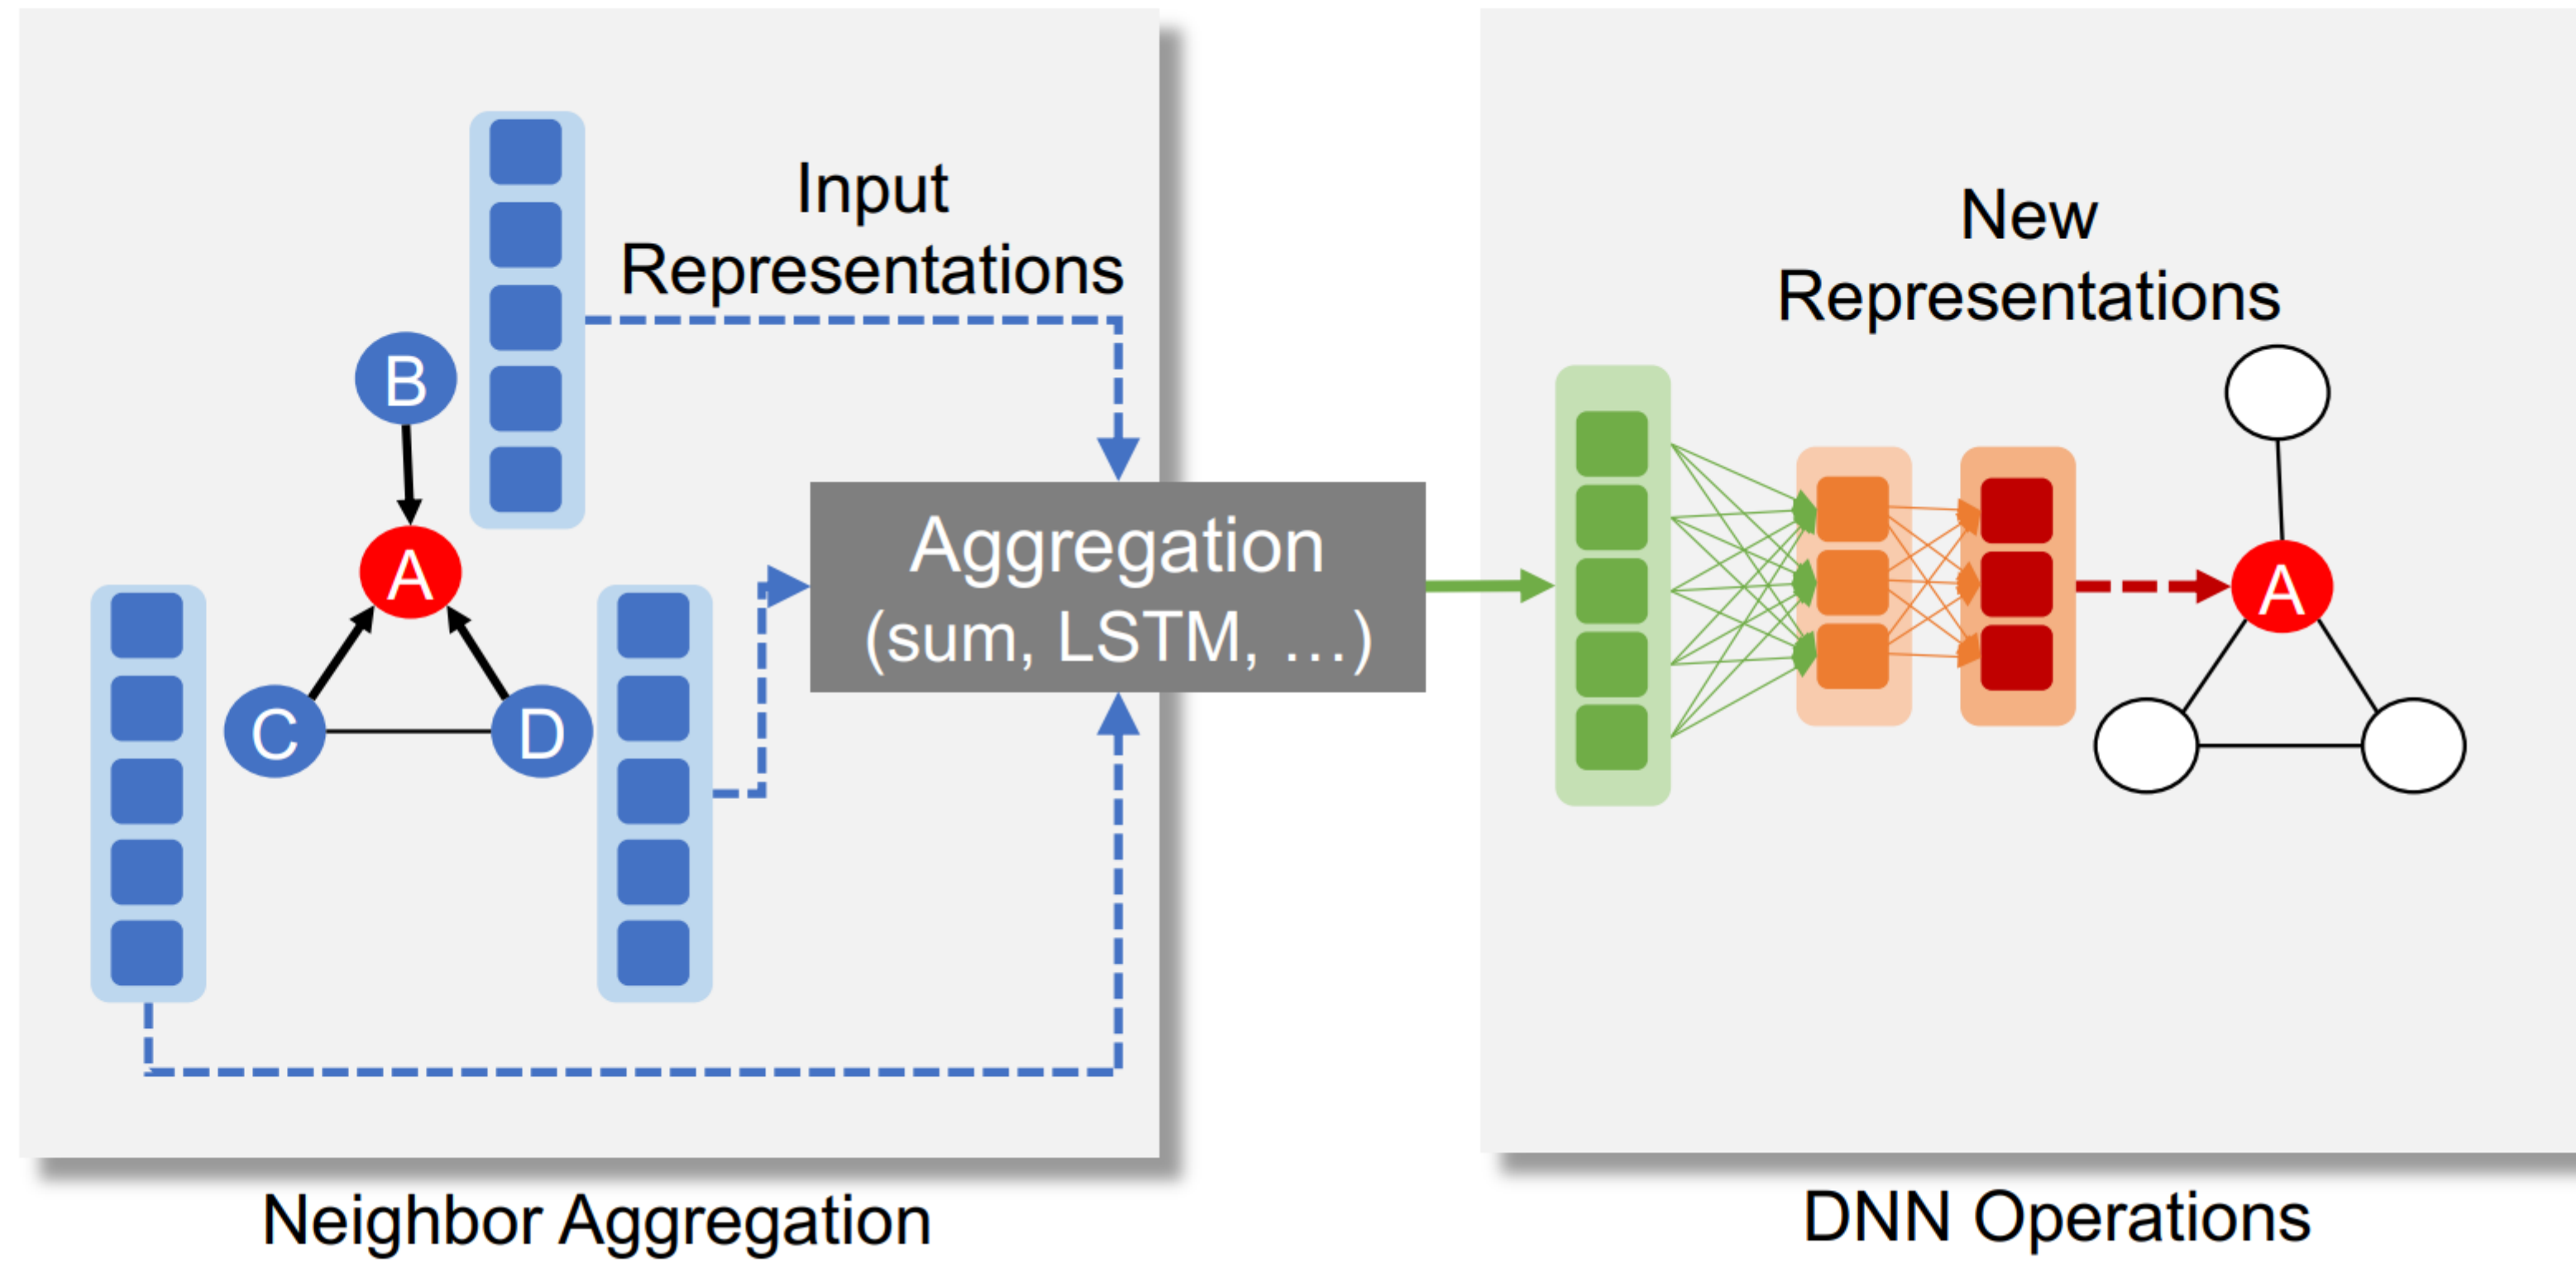 Input
Representations
B
A
C
D
Aggregation
(sum, LSTM, …)
Neighbor Aggregation
New
Representations
A
DNN Operations